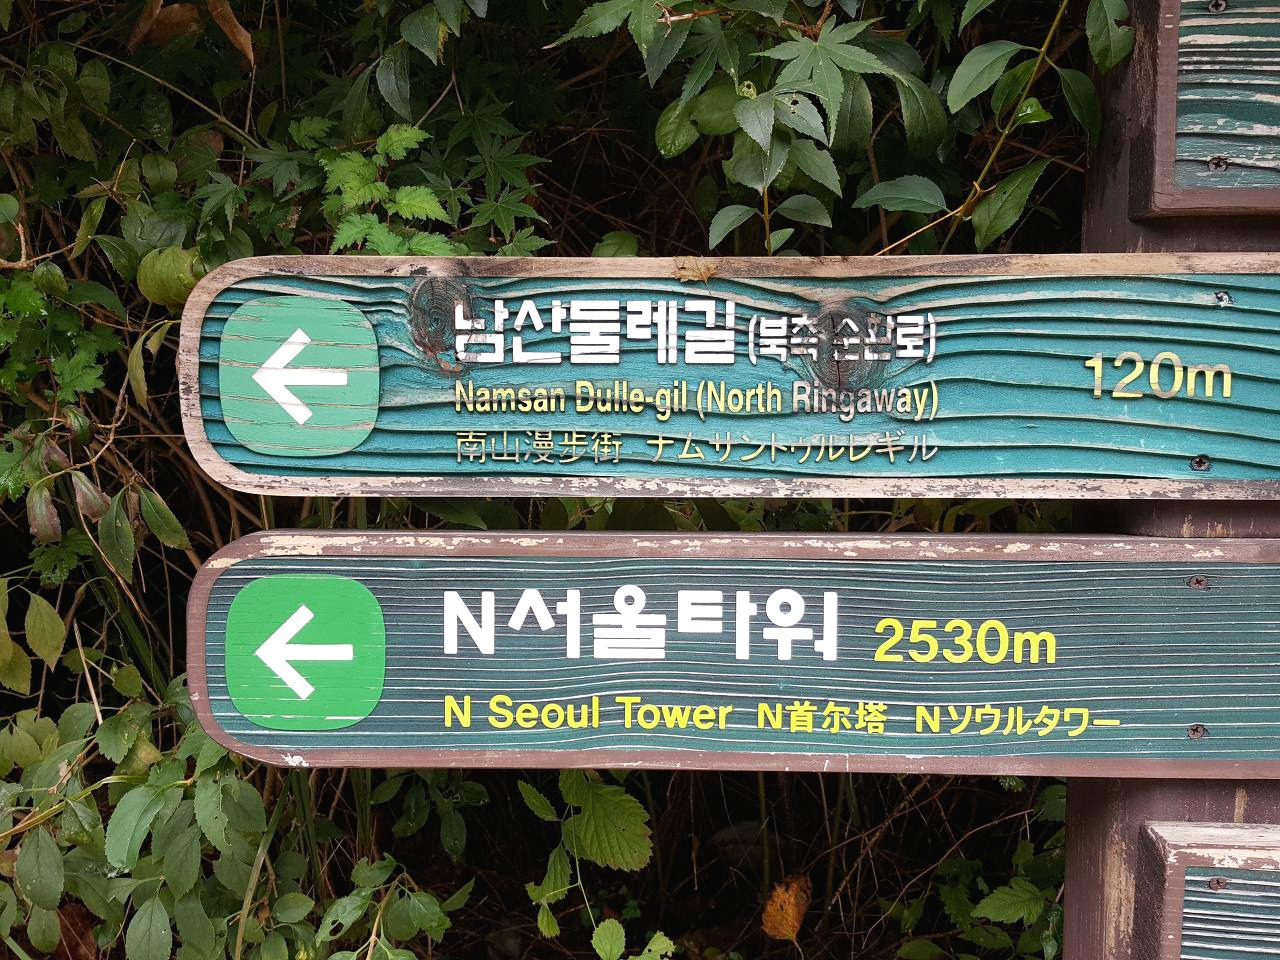 남산둘레길 (북측 순환로)
120m
Namsan Dulle-gil (North Ringaway)
南山漫步街 ナムサントゥルレギル
N서울타워 2530m
N Seoul Tower N首尔塔 Nソウルタワー